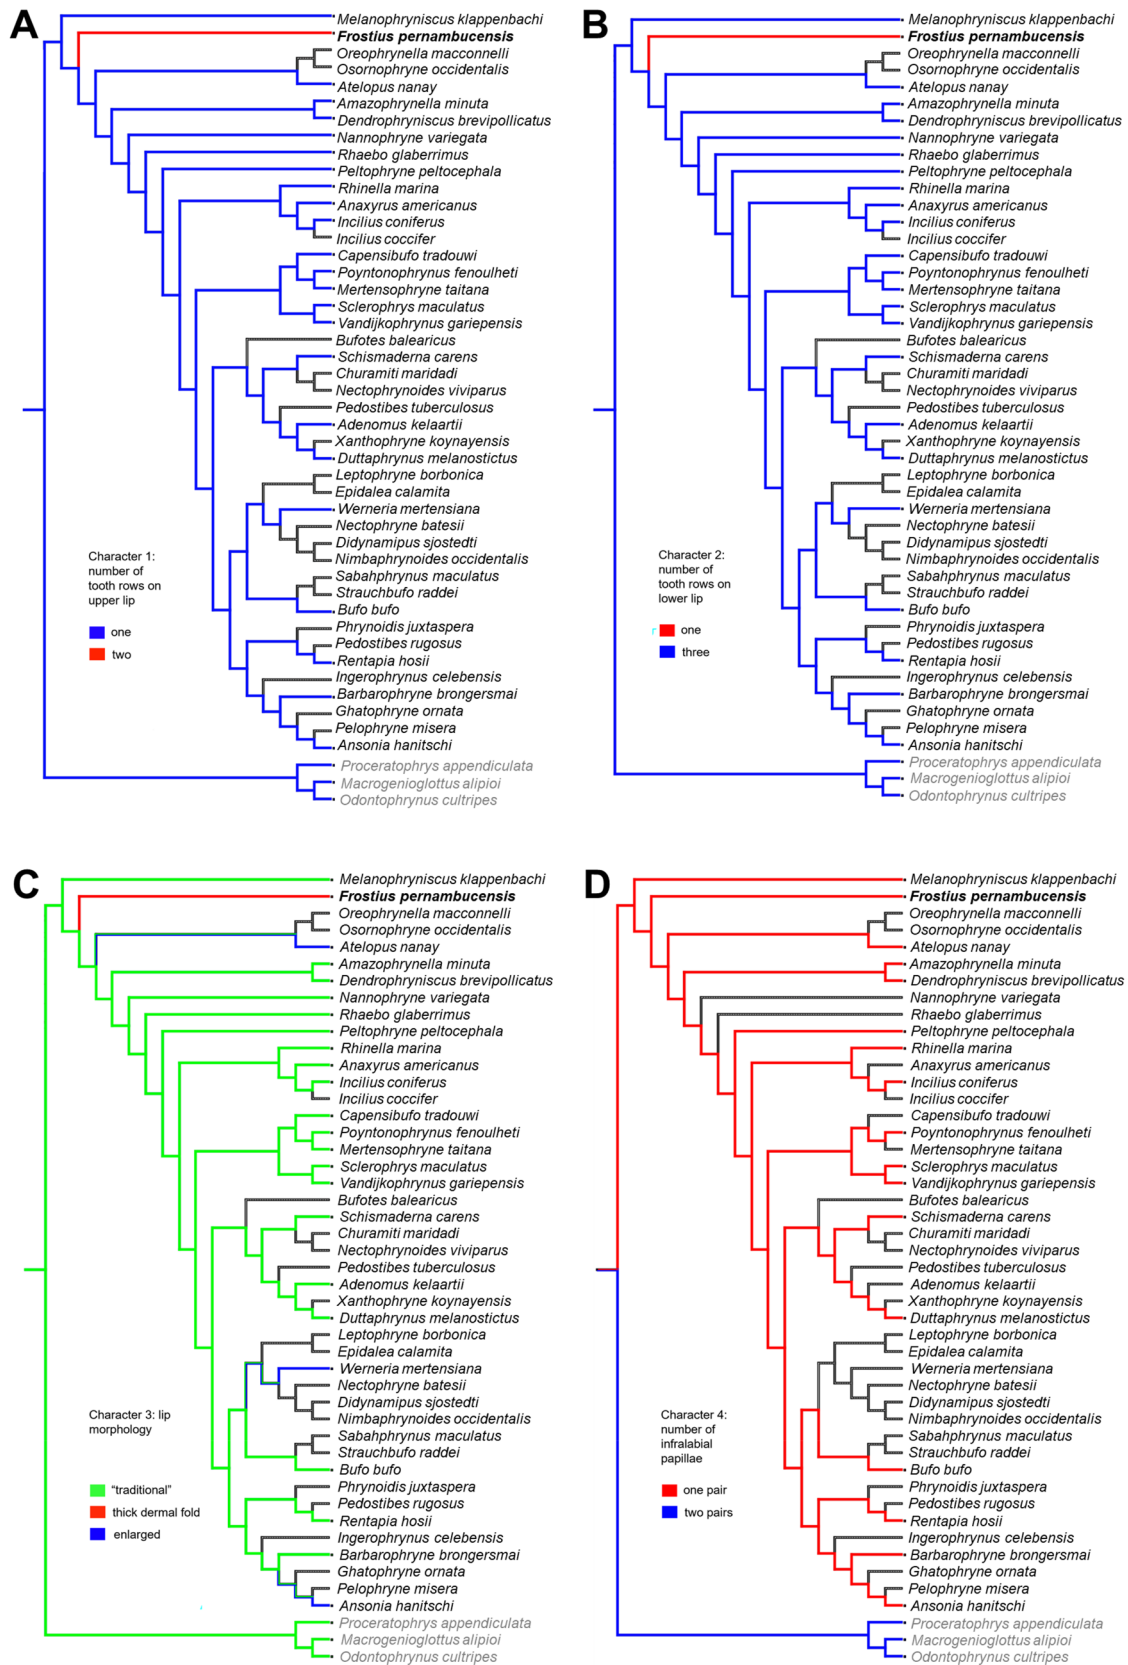 A
Melanophryniscus klappenbachi
Frostius pernambucensis
Oreophrynella macconnelli
Osornophryne occidentalis
Atelopus nanay
Amazophrynella minuta
Dendrophryniscus brevipollicatus
Nannophryne variegata
Rhaebo glaberrimus
Peltophryne peltocephala
Rhinella marina
Anaxyrus americanus
Incilius coniferus
Incilius coccifer
Capensibufo tradouwi
Poyntonophrynus fenoulheti
Mertensophryne taitana
Sclerophrys maculatus
Vandijkophrynus gariepensis
Bufotes balearicus
Schismaderna carens
Churamiti maridadi
Nectophrynoides viviparus
Pedostibes tuberculosus
Adenomus kelaartii
Xanthophryne koynayensis
Duttaphrynus melanostictus
Leptophryne borbonica
Epidalea calamita
Werneria mertensiana
Nectophryne batesii
Didynamipus sjostedti
Nimbaphrynoides occidentalis
Sabahphrynus maculatus
Strauchbufo raddei
Bufo bufo
Phrynoidis juxtaspera
Pedostibes rugosus
Rentapia hosii
Ingerophrynus celebensis
Barbarophryne brongersmai
Ghatophryne ornata
Pelophryne misera
Ansonia hanitschi
Proceratophrys appendiculata
Macrogenioglottus alipioi
Odontophrynus cultripes
Character 1:
number of
tooth rows on
upper lip
one
two
B
Melanophryniscus klappenbachi
Frostius pernambucensis
Oreophrynella macconnelli
Osornophryne occidentalis
Atelopus nanay
Amazophrynella minuta
Dendrophryniscus brevipollicatus
Nannophryne variegata
Rhaebo glaberrimus
Peltophryne peltocephala
Rhinella marina
Anaxyrus americanus
Incilius coniferus
Incilius coccifer
Capensibufo tradouwi
Poyntonophrynus fenoulheti
Mertensophryne taitana
Sclerophrys maculatus
Vandijkophrynus gariepensis
Bufotes balearicus
Schismaderna carens
Churamiti maridadi
Nectophrynoides viviparus
Pedostibes tuberculosus
Adenomus kelaartii
Xanthophryne koynayensis
Duttaphrynus melanostictus
Leptophryne borbonica
Epidalea calamita
Werneria mertensiana
Nectophryne batesii
Didynamipus sjostedti
Nimbaphrynoides occidentalis
Sabahphrynus maculatus
Strauchbufo raddei
Bufo bufo
Phrynoidis juxtaspera
Pedostibes rugosus
Rentapia hosii
Ingerophrynus celebensis
Barbarophryne brongersmai
Ghatophryne ornata
Pelophryne misera
Ansonia hanitschi
Proceratophrys appendiculata
Macrogenioglottus alipioi
Odontophrynus cultripes
Character 2:
number of
tooth rows on
lower lip
one
three
C
Melanophryniscus klappenbachi
Frostius pernambucensis
Oreophrynella macconnelli
Osornophryne occidentalis
Atelopus nanay
Amazophrynella minuta
Dendrophryniscus brevipollicatus
Nannophryne variegata
Rhaebo glaberrimus
Peltophryne peltocephala
Rhinella marina
Anaxyrus americanus
Incilius coniferus
Incilius coccifer
Capensibufo tradouwi
Poyntonophrynus fenoulheti
Mertensophryne taitana
Sclerophrys maculatus
Vandijkophrynus gariepensis
Bufotes balearicus
Schismaderna carens
Churamiti maridadi
Nectophrynoides viviparus
Pedostibes tuberculosus
Adenomus kelaartii
Xanthophryne koynayensis
Duttaphrynus melanostictus
Leptophryne borbonica
Epidalea calamita
Werneria mertensiana
Nectophryne batesii
Didynamipus sjostedti
Nimbaphrynoides occidentalis
Sabahphrynus maculatus
Strauchbufo raddei
Bufo bufo
Phrynoidis juxtaspera
Pedostibes rugosus
Rentapia hosii
Ingerophrynus celebensis
Barbarophryne brongersmai
Ghatophryne ornata
Pelophryne misera
Ansonia hanitschi
Proceratophrys appendiculata
Macrogenioglottus alipioi
Odontophrynus cultripes
Character 3: lip
morphology
“traditional”
thick dermal fold
enlarged
D
Melanophryniscus klappenbachi
Frostius pernambucensis
Oreophrynella macconnelli
Osornophryne occidentalis
Atelopus nanay
Amazophrynella minuta
Dendrophryniscus brevipollicatus
Nannophryne variegata
Rhaebo glaberrimus
Peltophryne peltocephala
Rhinella marina
Anaxyrus americanus
Incilius coniferus
Incilius coccifer
Capensibufo tradouwi
Poyntonophrynus fenoulheti
Mertensophryne taitana
Sclerophrys maculatus
Vandijkophrynus gariepensis
Bufotes balearicus
Schismaderna carens
Churamiti maridadi
Nectophrynoides viviparus
Pedostibes tuberculosus
Adenomus kelaartii
Xanthophryne koynayensis
Duttaphrynus melanostictus
Leptophryne borbonica
Epidalea calamita
Werneria mertensiana
Nectophryne batesii
Didynamipus sjostedti
Nimbaphrynoides occidentalis
Sabahphrynus maculatus
Strauchbufo raddei
Bufo bufo
Phrynoidis juxtaspera
Pedostibes rugosus
Rentapia hosii
Ingerophrynus celebensis
Barbarophryne brongersmai
Ghatophryne ornata
Pelophryne misera
Ansonia hanitschi
Proceratophrys appendiculata
Macrogenioglottus alipioi
Odontophrynus cultripes
Character 4:
number of
infralabial
papillae
one pair
two pairs